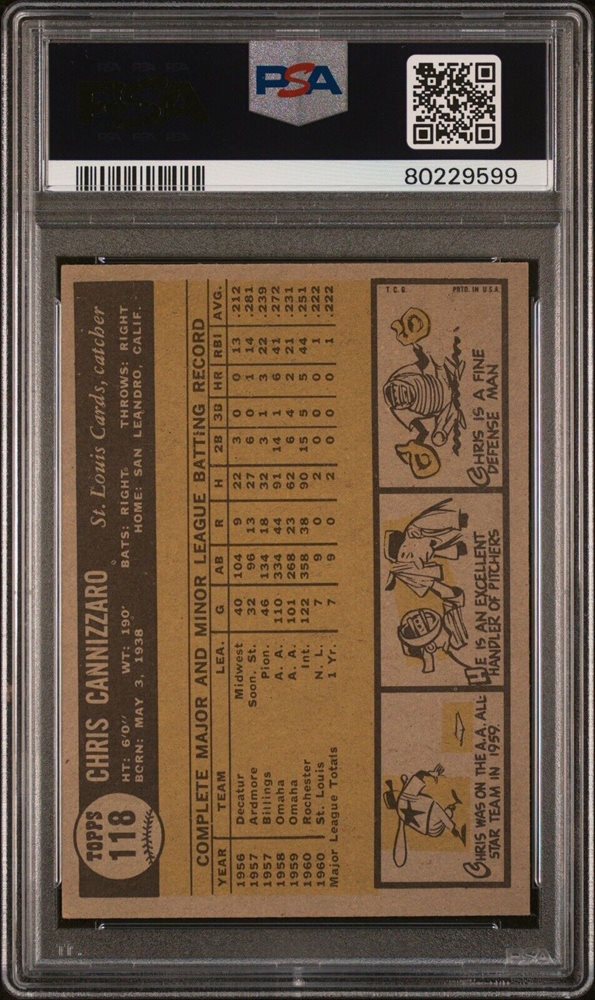 PSA
80229599
TOPPS
118
CHRIS CANNIZZARO St. Louis Cards, catcher
HT: 6'0" WT: 190' BATS: RIGHT THROWS: RIGHT
BORN: MAY 3, 1938 HOME: SAN LEANDRO, CALIF.
COMPLETE MAJOR AND MINOR LEAGUE BATTING RECORD
YEAR TEAM LEA. G AB R H 2B 3B HR RBI AVG.
1956 Decatur Midwest 40 104 9 22 3 0 0 13 .212
1957 Ardmore Soon. St. 32 96 13 27 6 0 1 14 .281
1957 Billings Pion. 46 134 18 32 3 1 3 22 .239
1958 Omaha A. A. 110 334 44 91 14 1 6 41 .272
1959 Omaha A. A. 101 268 23 62 6 4 2 21 .231
1960 Rochester Int. 122 358 38 90 15 5 5 44 .251
1960 St. Louis N. L. 7 9 0 2 0 0 0 1 .222
Major League Totals 1 Yr. 7 9 0 2 0 0 0 1 .222
CHRIS WAS ON THE A.A. ALL-
STAR TEAM IN 1959.
HE IS AN EXCELLENT
HANDLER OF PITCHERS
T.C.G. PRTD. IN U.S.A.
CHRIS IS A FINE
DEFENSE MAN
PSA